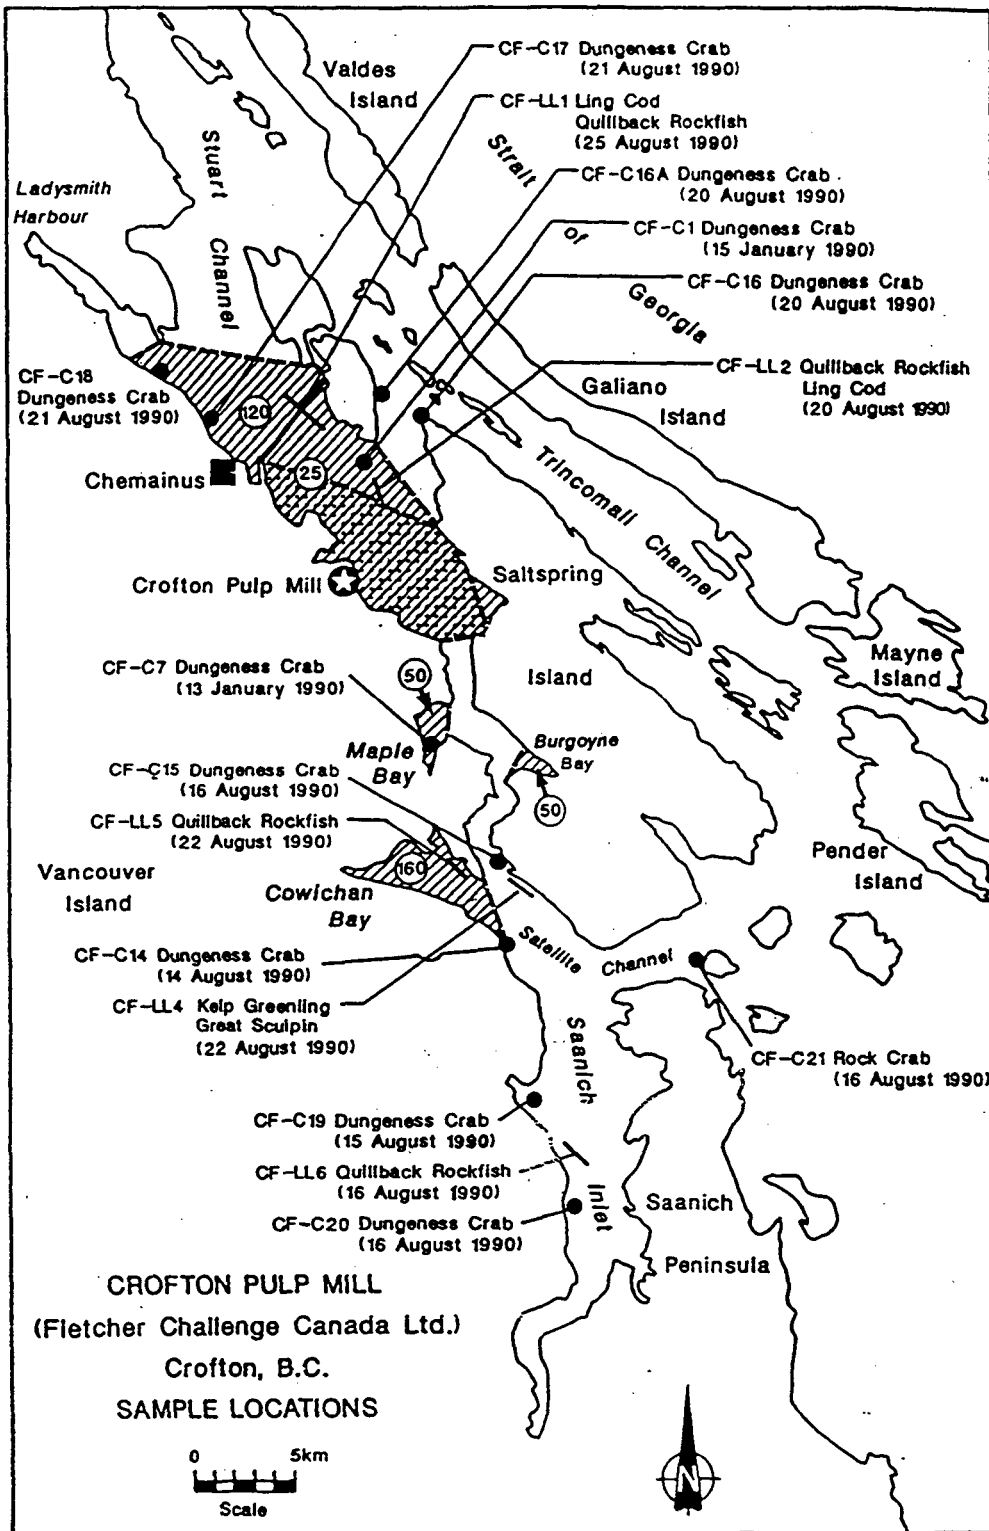 CF-C17 Dungeness Crab
(21 August 1990)
Valdes
Island
CF-LL1 Ling Cod
Quillback Rockfish
(25 August 1990)
Stuart
Channel
Strait
of
Georgia
Ladysmith
Harbour
CF-C16A Dungeness Crab
(20 August 1990)
CF-C1 Dungeness Crab
(15 January 1990)
CF-C16 Dungeness Crab
(20 August 1990)
CF-LL2 Quillback Rockfish
Ling Cod
(20 August 1990)
CF-C18
Dungeness Crab
(21 August 1990)
Galiano
Island
120
25
Chemainus
Trincomali
Channel
Crofton Pulp Mill
Saltspring
Island
Mayne
Island
CF-C7 Dungeness Crab
(13 January 1990)
50
Maple
Bay
Burgoyne
Bay
50
CF-C15 Dungeness Crab
(16 August 1990)
CF-LL5 Quillback Rockfish
(22 August 1990)
Pender
Island
Vancouver
Island
160
Cowichan
Bay
Satellite
Channel
CF-C14 Dungeness Crab
(14 August 1990)
CF-LL4 Kelp Greenling
Great Sculpin
(22 August 1990)
Saanich
Inlet
CF-C21 Rock Crab
(16 August 1990)
CF-C19 Dungeness Crab
(15 August 1990)
CF-LL6 Quillback Rockfish
(16 August 1990)
CF-C20 Dungeness Crab
(16 August 1990)
Saanich
Peninsula
CROFTON PULP MILL
(Fletcher Challenge Canada Ltd.)
Crofton, B.C.
SAMPLE LOCATIONS
0 5km
Scale
N